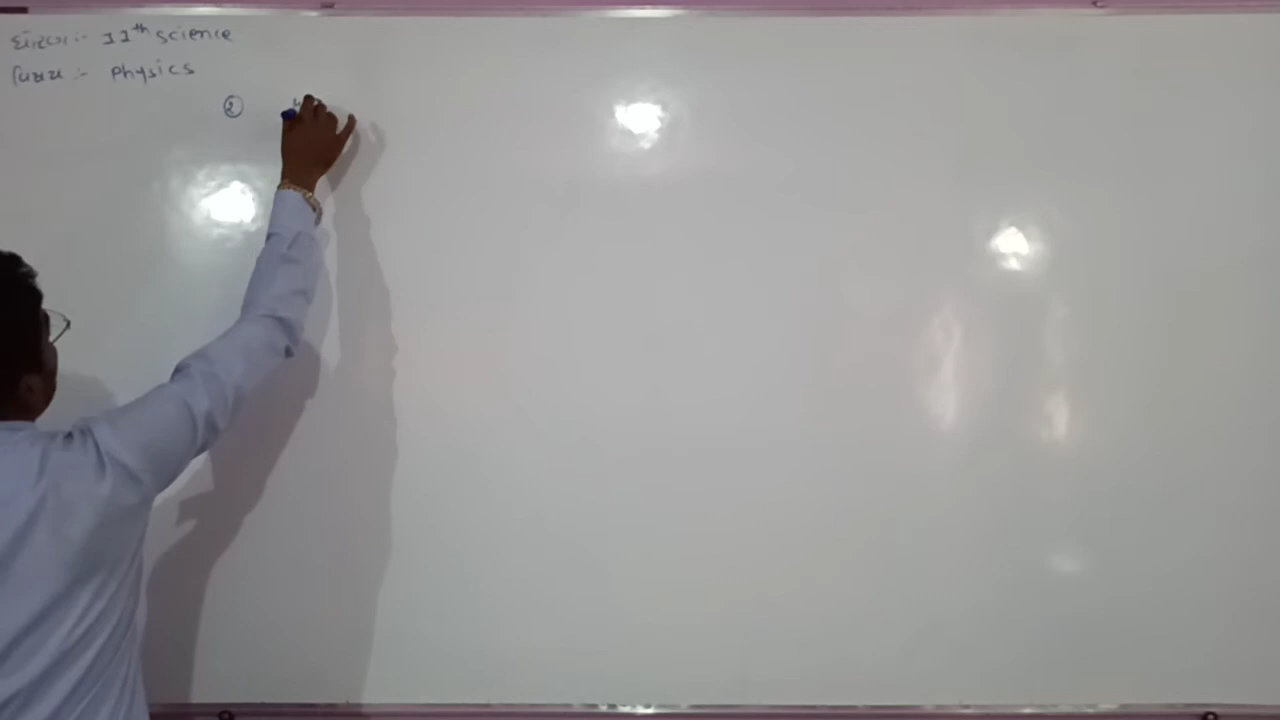 ધોરણ :- 11th science
વિષય :- Physics
②